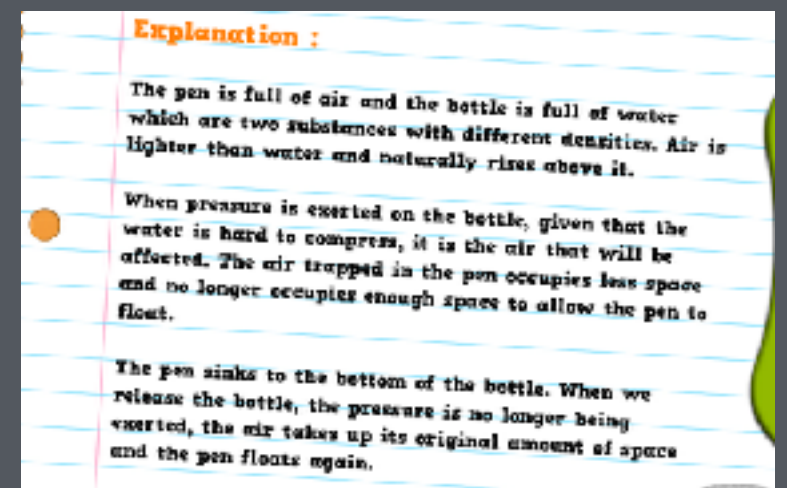 Explanation :
The pen is full of air and the bottle is full of water
which are two substances with different densities. Air is
lighter than water and naturally rises above it.
When pressure is exerted on the bottle, given that the
water is hard to compress, it is the air that will be
affected. The air trapped in the pen occupies less space
and no longer occupies enough space to allow the pen to
float.
The pen sinks to the bottom of the bottle. When we
release the bottle, the pressure is no longer being
exerted, the air takes up its original amount of space
and the pen floats again.